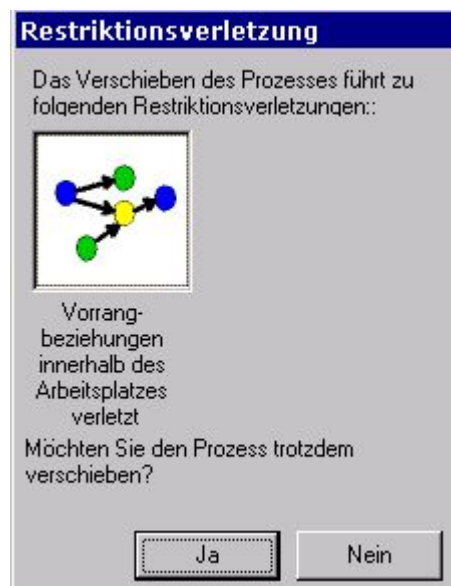 Restriktionsverletzung
Das Verschieben des Prozesses führt zu
folgenden Restriktionsverletzungen::
Vorrang-
beziehungen
innerhalb des
Arbeitsplatzes
verletzt
Möchten Sie den Prozess trotzdem
verschieben?
Ja
Nein